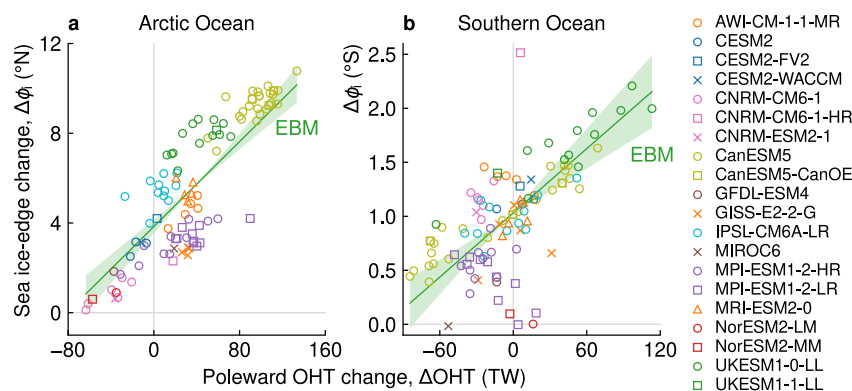 a Arctic Ocean
b Southern Ocean
Sea ice-edge change, Δϕᵢ (°N)
12
8
4
0
−80
0
80
160
EBM
Δϕᵢ (°S)
2.5
2.0
1.5
1.0
0.5
0.0
−60
0
60
120
EBM
Poleward OHT change, ΔOHT (TW)
AWI-CM-1-1-MR
CESM2
CESM2-FV2
CESM2-WACCM
CNRM-CM6-1
CNRM-CM6-1-HR
CNRM-ESM2-1
CanESM5
CanESM5-CanOE
GFDL-ESM4
GISS-E2-2-G
IPSL-CM6A-LR
MIROC6
MPI-ESM1-2-HR
MPI-ESM1-2-LR
MRI-ESM2-0
NorESM2-LM
NorESM2-MM
UKESM1-0-LL
UKESM1-1-LL